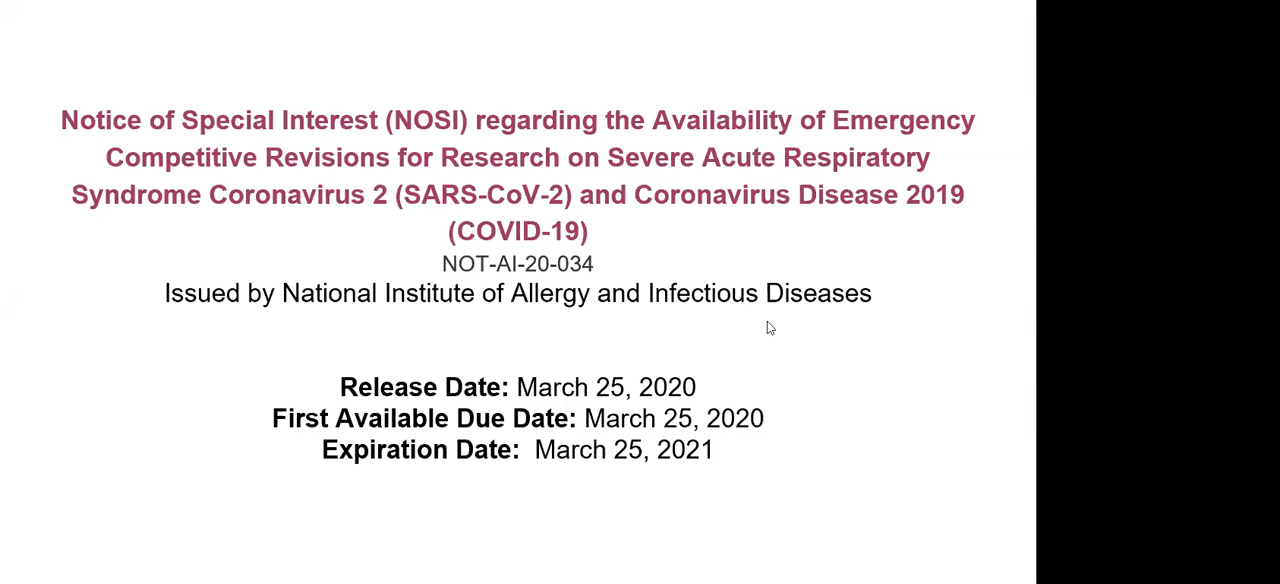 Notice of Special Interest (NOSI) regarding the Availability of Emergency
Competitive Revisions for Research on Severe Acute Respiratory
Syndrome Coronavirus 2 (SARS-CoV-2) and Coronavirus Disease 2019
(COVID-19)
NOT-AI-20-034
Issued by National Institute of Allergy and Infectious Diseases
Release Date: March 25, 2020
First Available Due Date: March 25, 2020
Expiration Date:  March 25, 2021